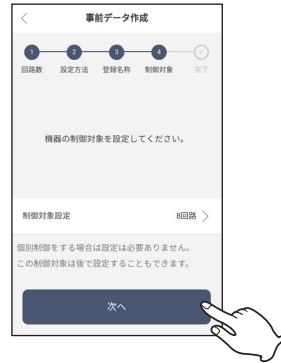 事前データ作成
1 2 3 4
回路数 設定方法 登録名称 制御対象 完了
機器の制御対象を設定してください。
制御対象設定 8回路
個別制御をする場合は設定は必要ありません。
この制御対象は後で設定することもできます。
次へ